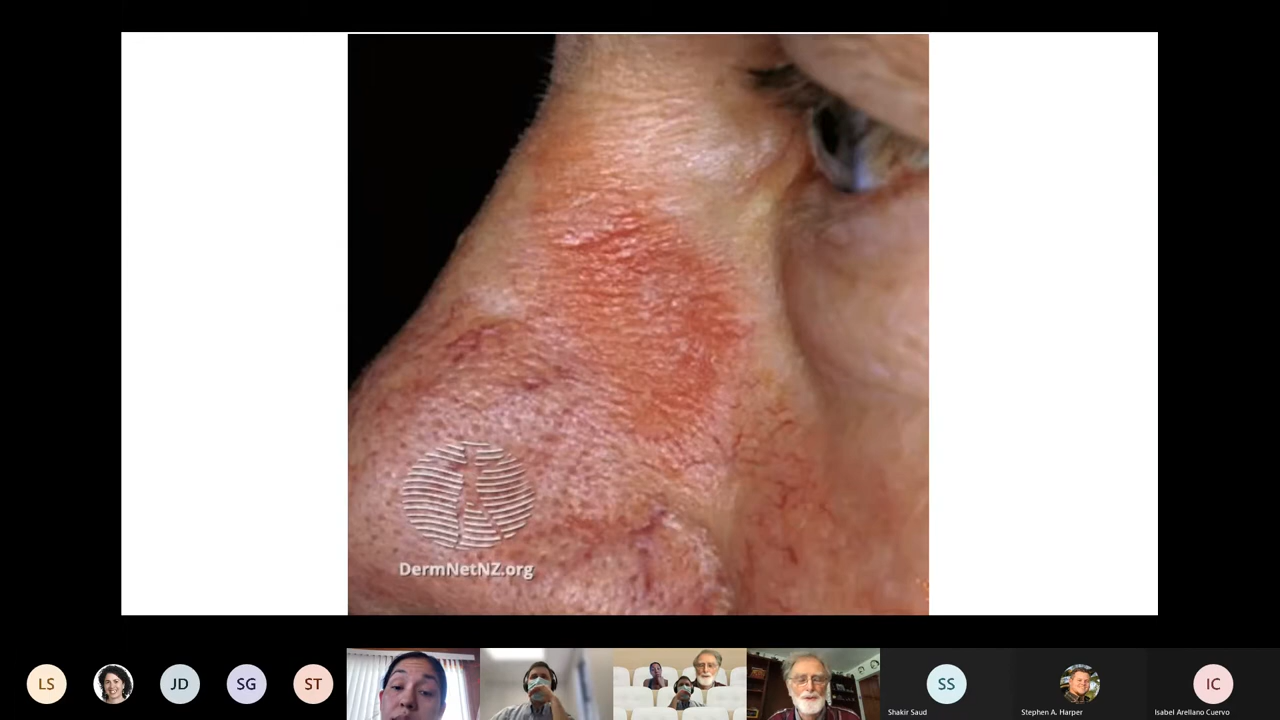 DermNetNZ.org
LS
JD
SG
ST
SS
IC
Shakir Saud
Stephen A. Harper
Isabel Arellano Cuervo